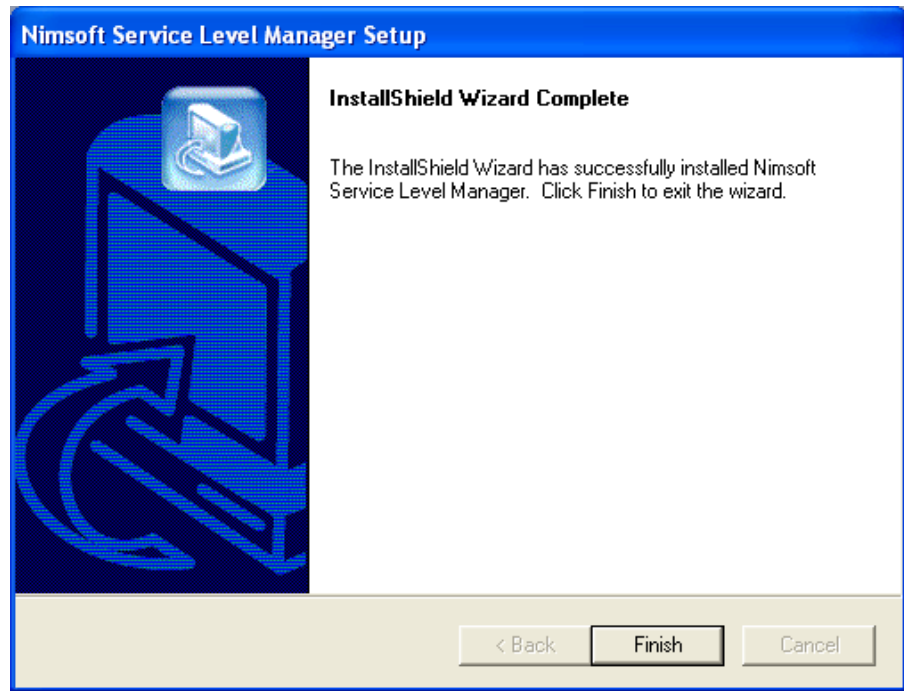 Nimsoft Service Level Manager Setup
InstallShield Wizard Complete
The InstallShield Wizard has successfully installed Nimsoft
Service Level Manager.  Click Finish to exit the wizard.
< Back
Finish
Cancel